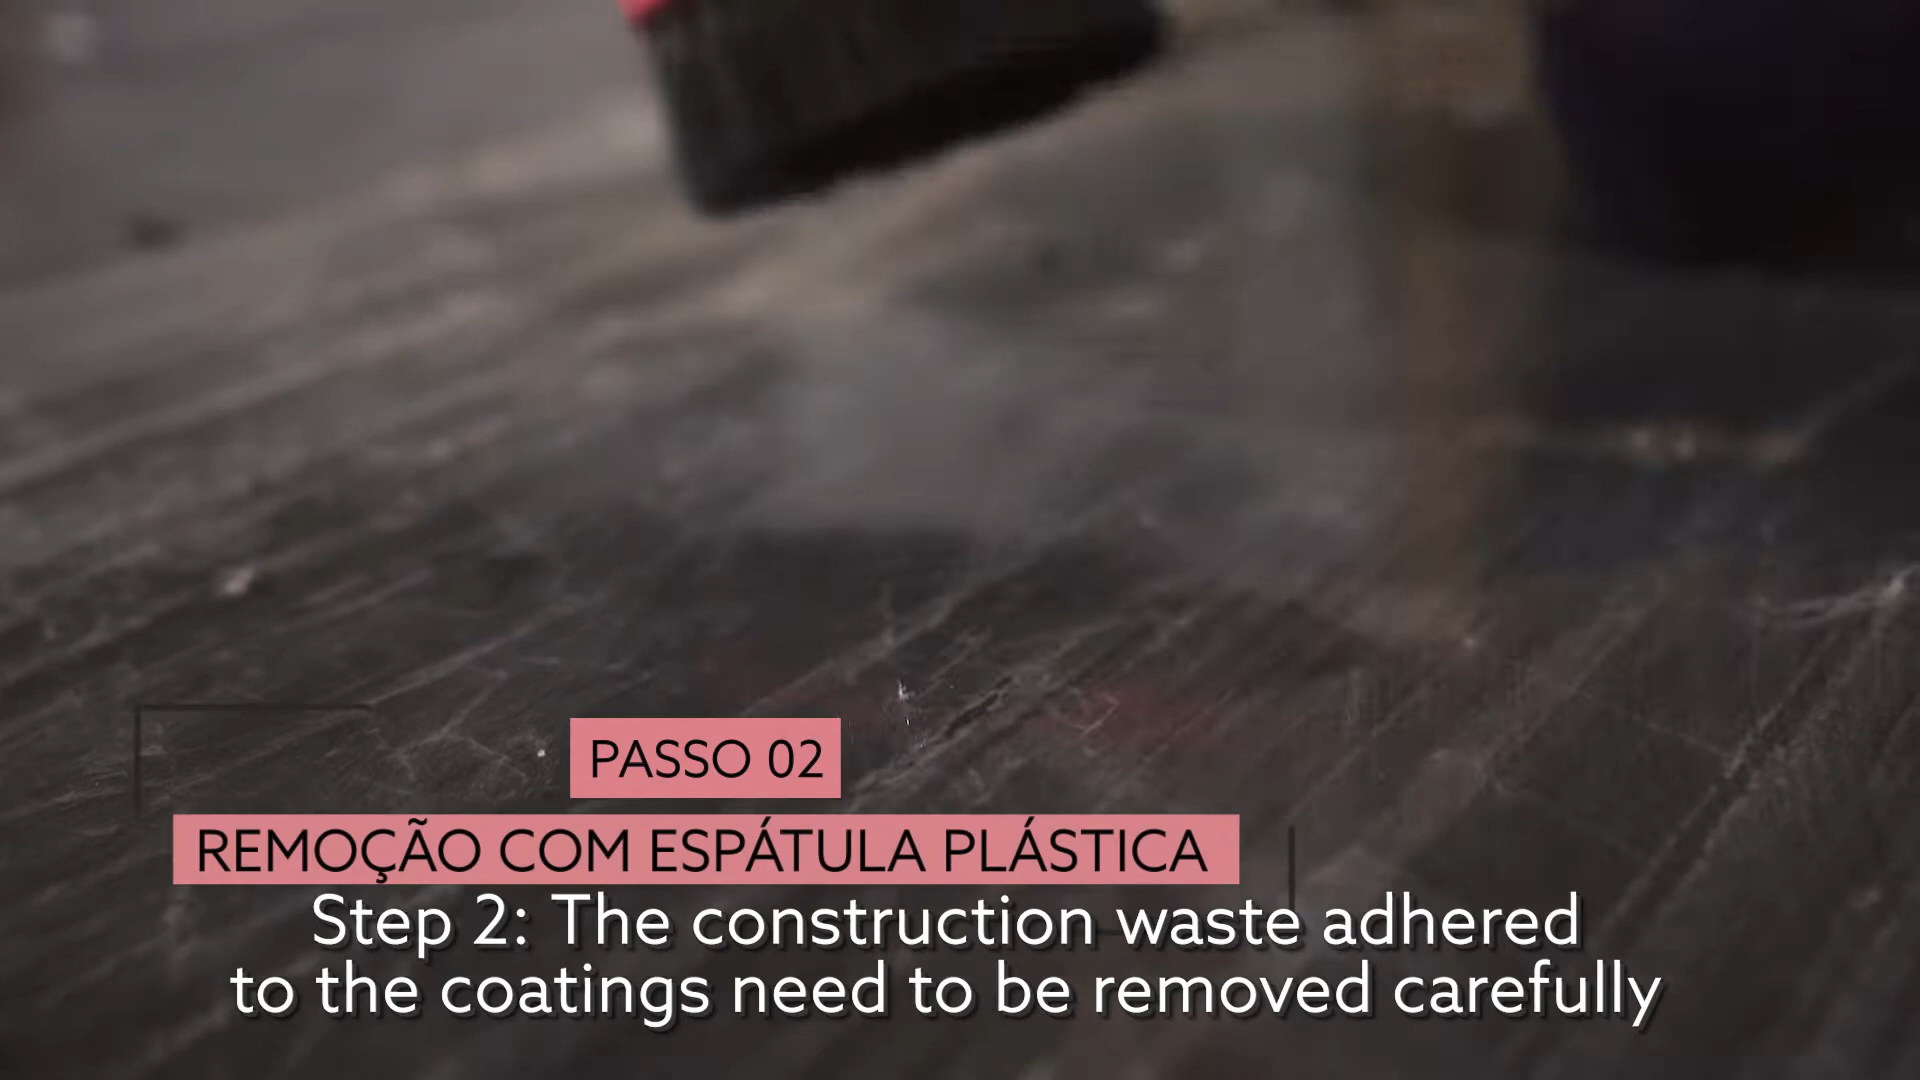 PASSO 02
REMOÇÃO COM ESPÁTULA PLÁSTICA
Step 2: The construction waste adhered
to the coatings need to be removed carefully